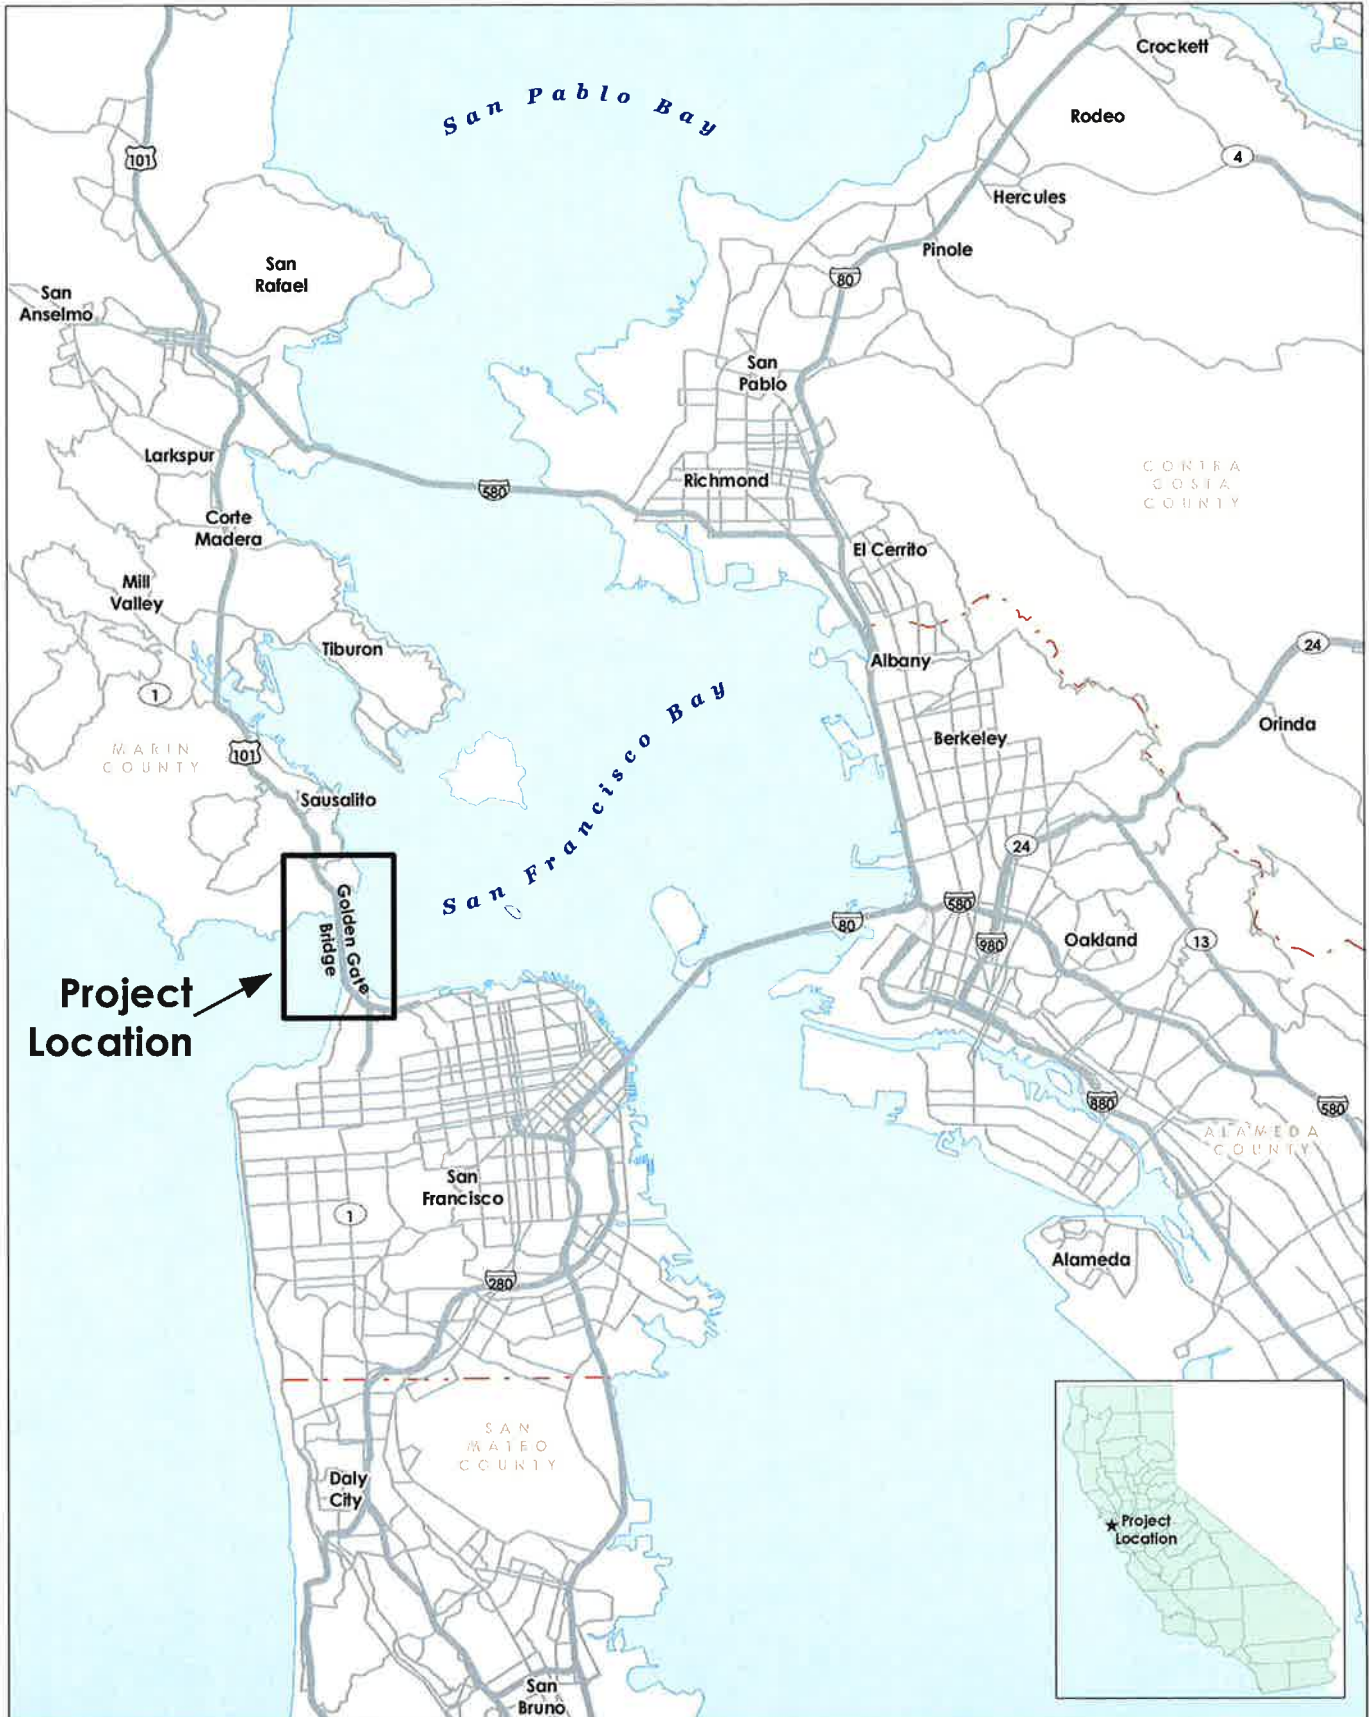 Crockett
San Pablo Bay
Rodeo
101
4
Hercules
Pinole
San
Rafael
80
San
Anselmo
San
Pablo
Larkspur
CONTRA
COSTA
COUNTY
Richmond
580
Corte
Madera
El Cerrito
Mill
Valley
Tiburon
24
Albany
1
San Francisco Bay
Orinda
Berkeley
MARIN
COUNTY
101
Sausalito
24
Golden Gate
Bridge
580
80
980
Oakland
13
Project
Location
880
580
ALAMEDA
COUNTY
San
Francisco
1
Alameda
280
SAN
MATEO
COUNTY
Daly
City
Project
Location
San
Bruno